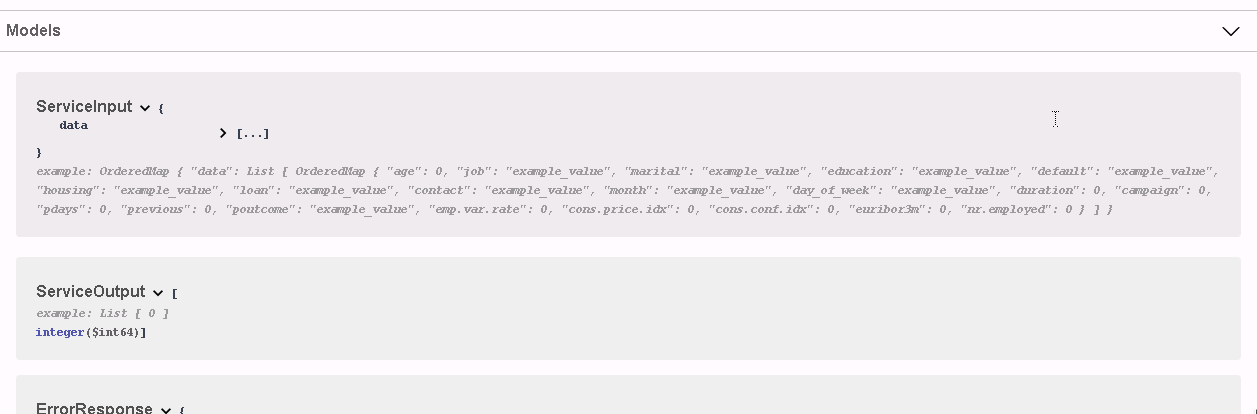 Models
ServiceInput {
data [...]
}
example: OrderedMap { "data": List [ OrderedMap { "age": 0, "job": "example_value", "marital": "example_value", "education": "example_value", "default": "example_value",
"housing": "example_value", "loan": "example_value", "contact": "example_value", "month": "example_value", "day_of_week": "example_value", "duration": 0, "campaign": 0,
"pdays": 0, "previous": 0, "poutcome": "example_value", "emp.var.rate": 0, "cons.price.idx": 0, "cons.conf.idx": 0, "euribor3m": 0, "nr.employed": 0 } ] }
ServiceOutput [
example: List [ 0 ]
integer($int64)]
ErrorResponse {